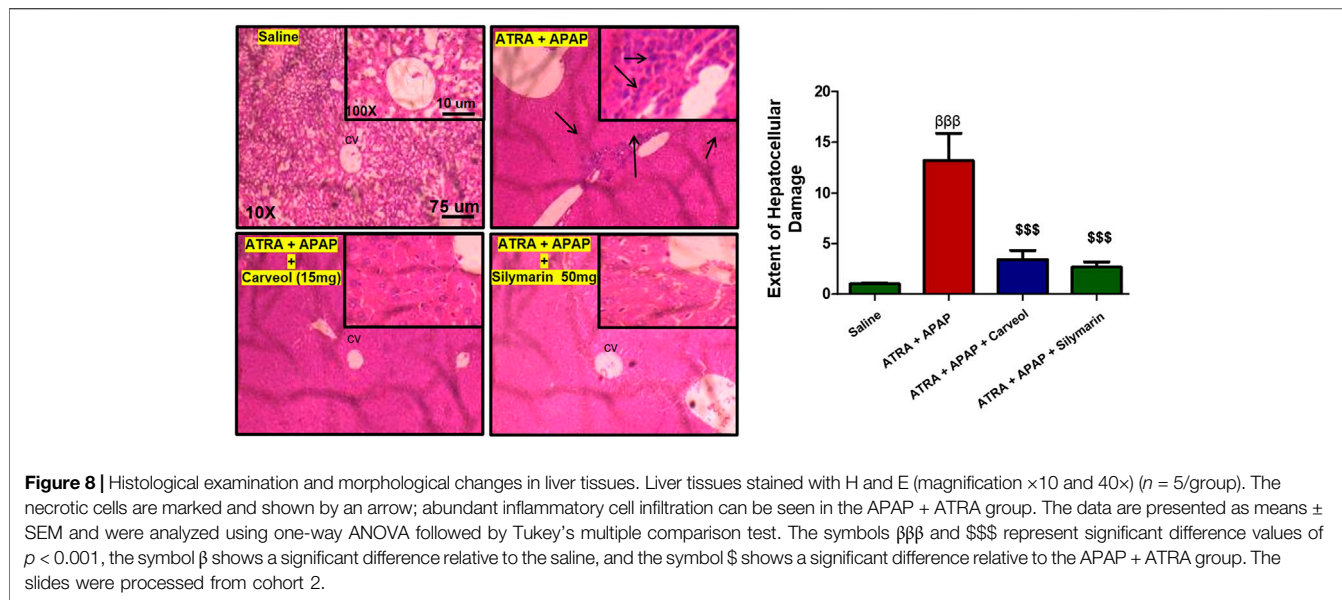 Saline
100X
10 um
cv
10X
75 um
ATRA + APAP
ATRA + APAP
+
Carveol (15mg)
cv
ATRA + APAP
+
Silymarin 50mg
cv
Extent of Hepatocellular
Damage
20
15
10
5
0
βββ
$$$
$$$
Saline
ATRA + APAP
ATRA + APAP + Carveol
ATRA + APAP + Silymarin
Figure 8 | Histological examination and morphological changes in liver tissues. Liver tissues stained with H and E (magnification ×10 and 40×) (n = 5/group). The
necrotic cells are marked and shown by an arrow; abundant inflammatory cell infiltration can be seen in the APAP + ATRA group. The data are presented as means ±
SEM and were analyzed using one-way ANOVA followed by Tukey's multiple comparison test. The symbols βββ and $$$ represent significant difference values of
p < 0.001, the symbol β shows a significant difference relative to the saline, and the symbol $ shows a significant difference relative to the APAP + ATRA group. The
slides were processed from cohort 2.